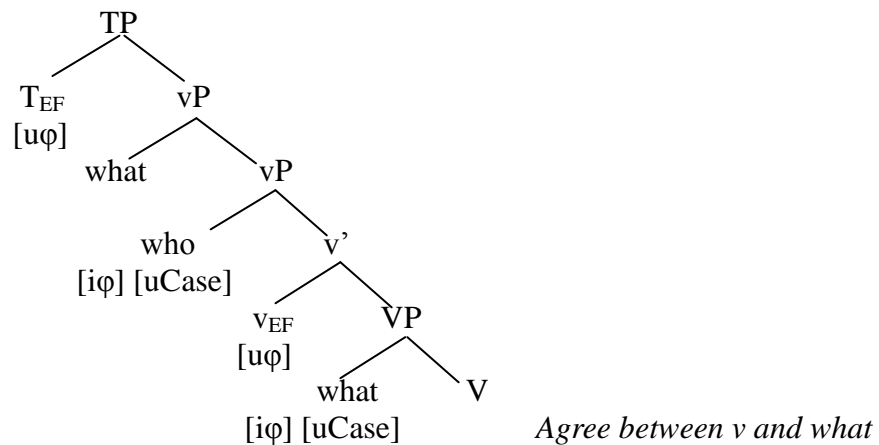 TP
T_EF vP
[uφ]
what vP
who v’
[iφ] [uCase]
v_EF VP
[uφ]
what V
[iφ] [uCase] Agree between v and what